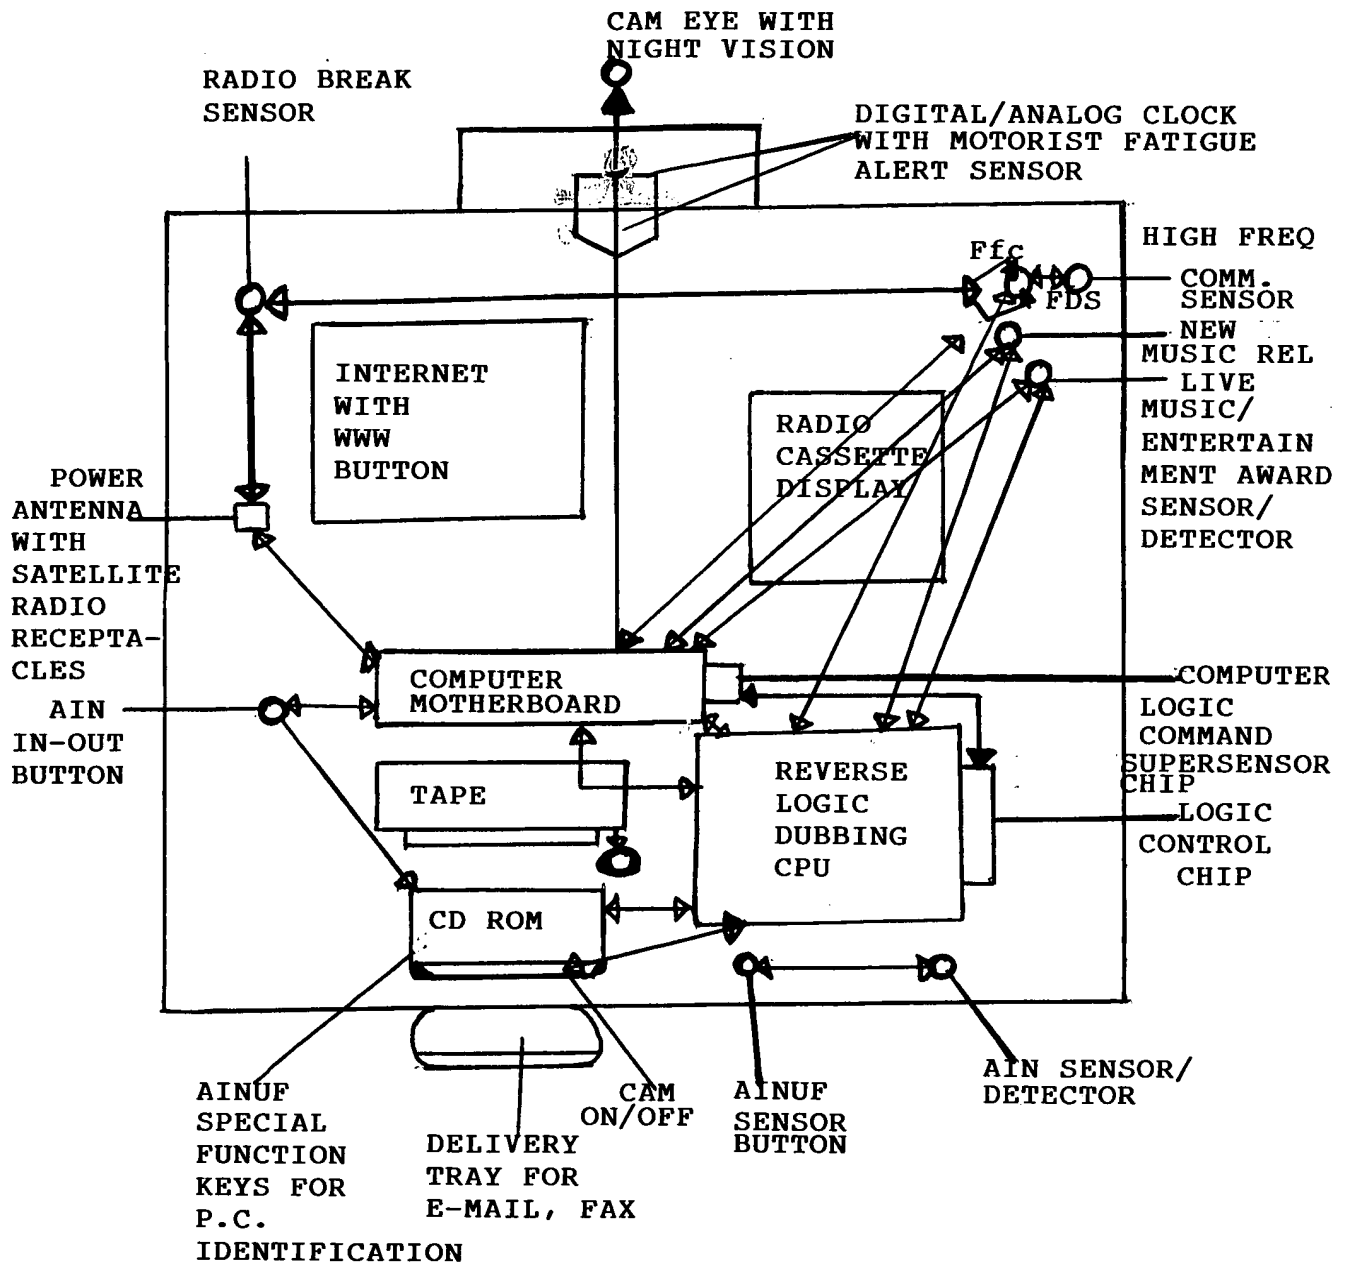 CAM EYE WITH
NIGHT VISION
RADIO BREAK
SENSOR
DIGITAL/ANALOG CLOCK
WITH MOTORIST FATIGUE
ALERT SENSOR
HIGH FREQ
COMM.
SENSOR
Ffc
FDS
NEW
MUSIC REL
LIVE
MUSIC/
ENTERTAIN
MENT AWARD
SENSOR/
DETECTOR
INTERNET
WITH
WWW
BUTTON
RADIO
CASSETTE
DISPLAY
POWER
ANTENNA
WITH
SATELLITE
RADIO
RECEPTA-
CLES
AIN
IN-OUT
BUTTON
COMPUTER
MOTHERBOARD
COMPUTER
LOGIC
COMMAND
SUPERSENSOR
CHIP
LOGIC
CONTROL
CHIP
TAPE
REVERSE
LOGIC
DUBBING
CPU
CD ROM
AINUF
SPECIAL
FUNCTION
KEYS FOR
P.C.
IDENTIFICATION
DELIVERY
TRAY FOR
E-MAIL, FAX
CAM
ON/OFF
AINUF
SENSOR
BUTTON
AIN SENSOR/
DETECTOR